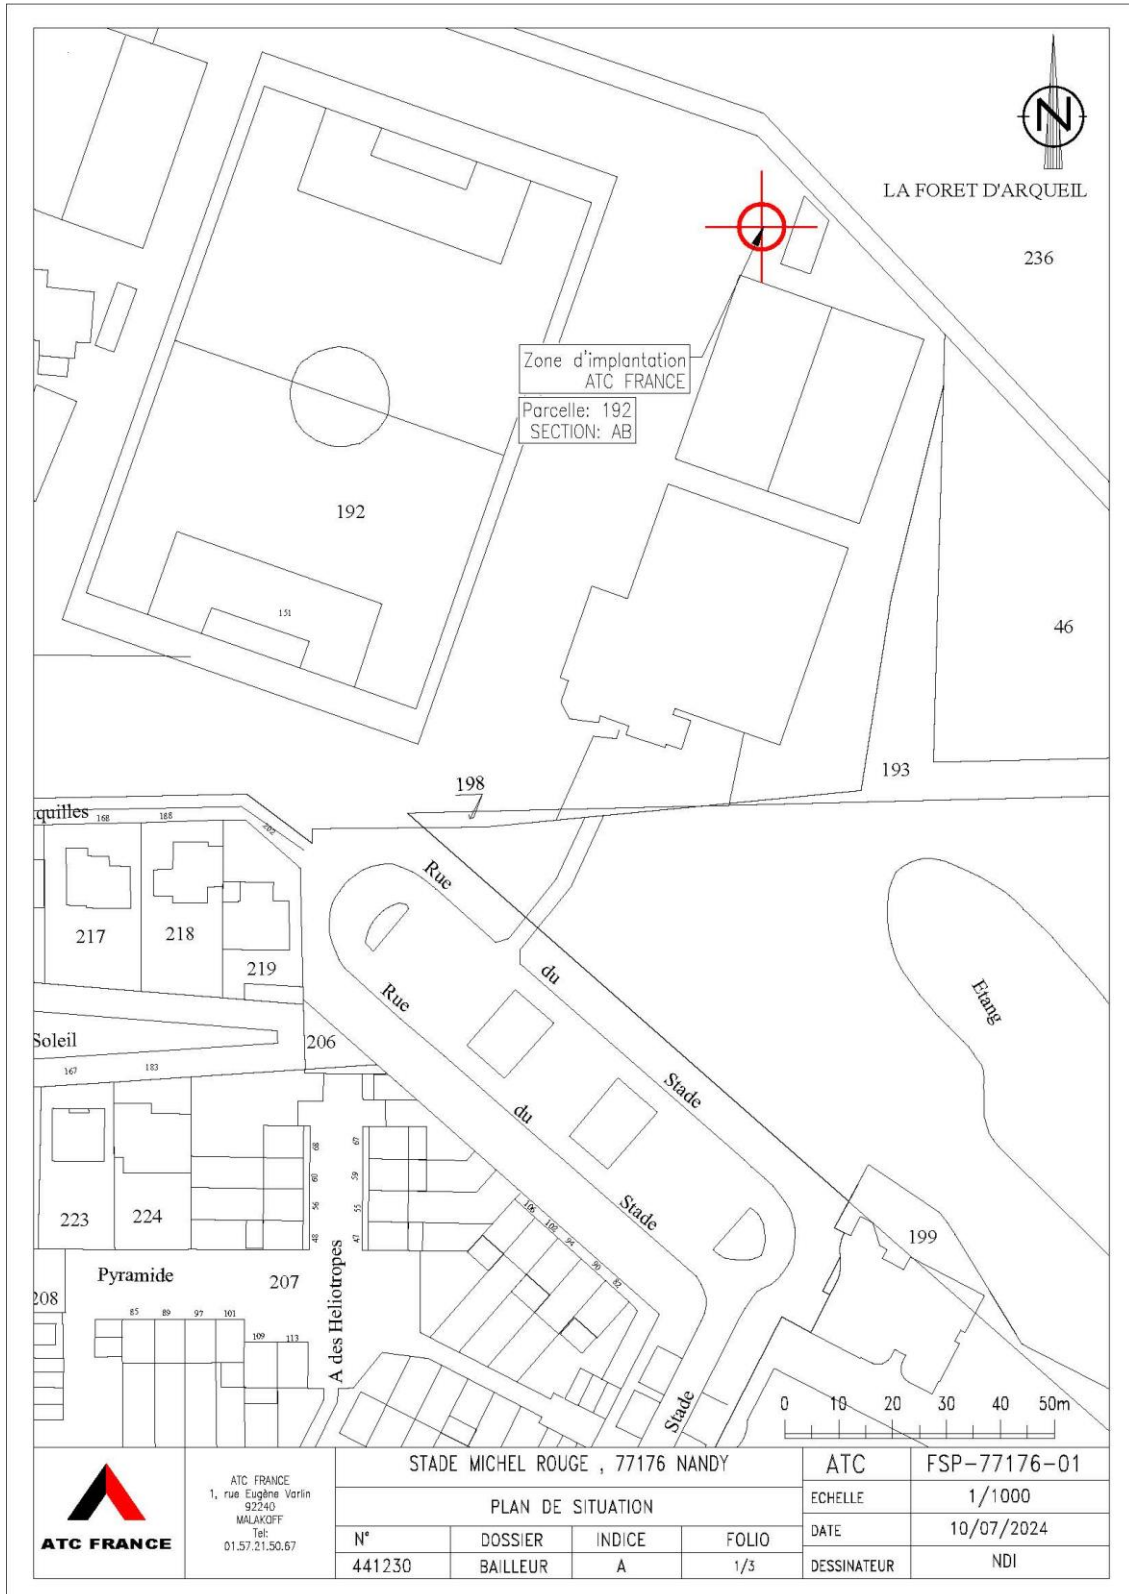 N
LA FORET D'ARQUEIL
236
Zone d'implantation
ATC FRANCE
Parcelle: 192
SECTION: AB
192
151
46
193
198
quilles
168
188
202
Rue
217
218
219
du
Rue
Etang
Soleil
206
167
183
Stade
du
68
60
56
48
67
59
55
47
Stade
106
102
94
90
82
223
224
199
Pyramide
207
208
A des Heliotropes
85
89
97
101
109
113
Stade
0 10 20 30 40 50m
ATC FRANCE
ATC FRANCE
1, rue Eugène Varlin
92240
MALAKOFF
Tel:
01.57.21.50.67
STADE MICHEL ROUGE , 77176 NANDY
PLAN DE SITUATION
N° DOSSIER INDICE FOLIO
441230 BAILLEUR A 1/3
ATC FSP-77176-01
ECHELLE 1/1000
DATE 10/07/2024
DESSINATEUR NDI